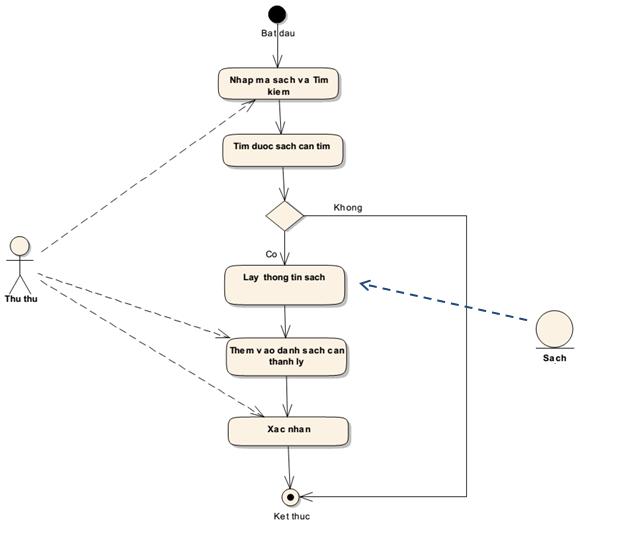 Bat dau
Nhap ma sach va Tim
kiem
Tim duoc sach can tim
Khong
Co
Lay thong tin sach
Thu thu
Them vao danh sach can
thanh ly
Sach
Xac nhan
Ket thuc